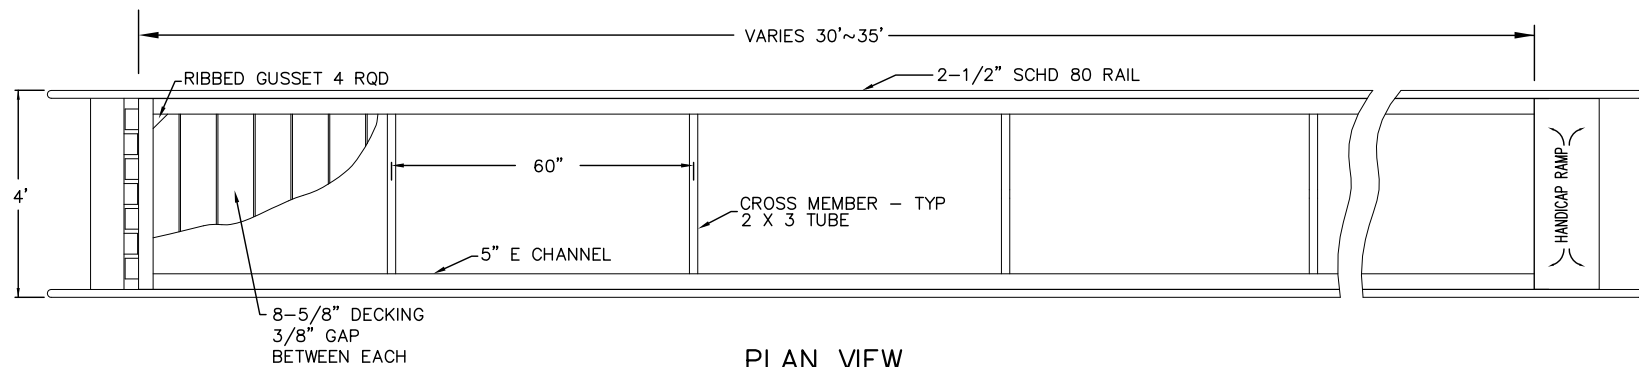 VARIES 30'~35'
RIBBED GUSSET 4 RQD
2-1/2" SCHD 80 RAIL
4'
60"
CROSS MEMBER - TYP
2 X 3 TUBE
HANDICAP RAMP
5" E CHANNEL
8-5/8" DECKING
3/8" GAP
BETWEEN EACH
PLAN VIEW